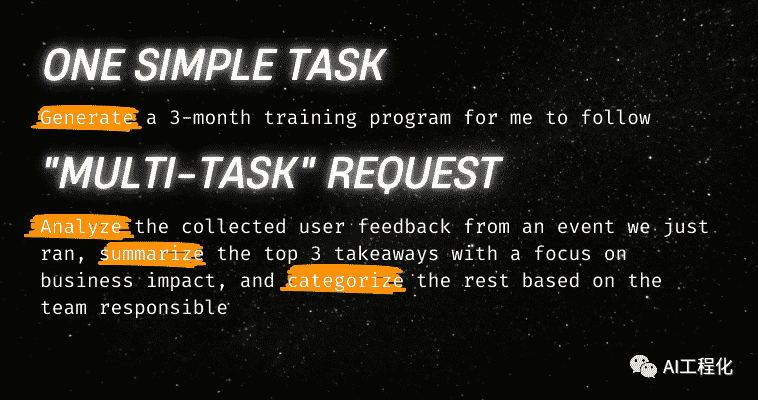 ONE SIMPLE TASK
Generate a 3-month training program for me to follow
"MULTI-TASK" REQUEST
Analyze the collected user feedback from an event we just
ran, summarize the top 3 takeaways with a focus on
business impact, and categorize the rest based on the
team responsible
AI工程化